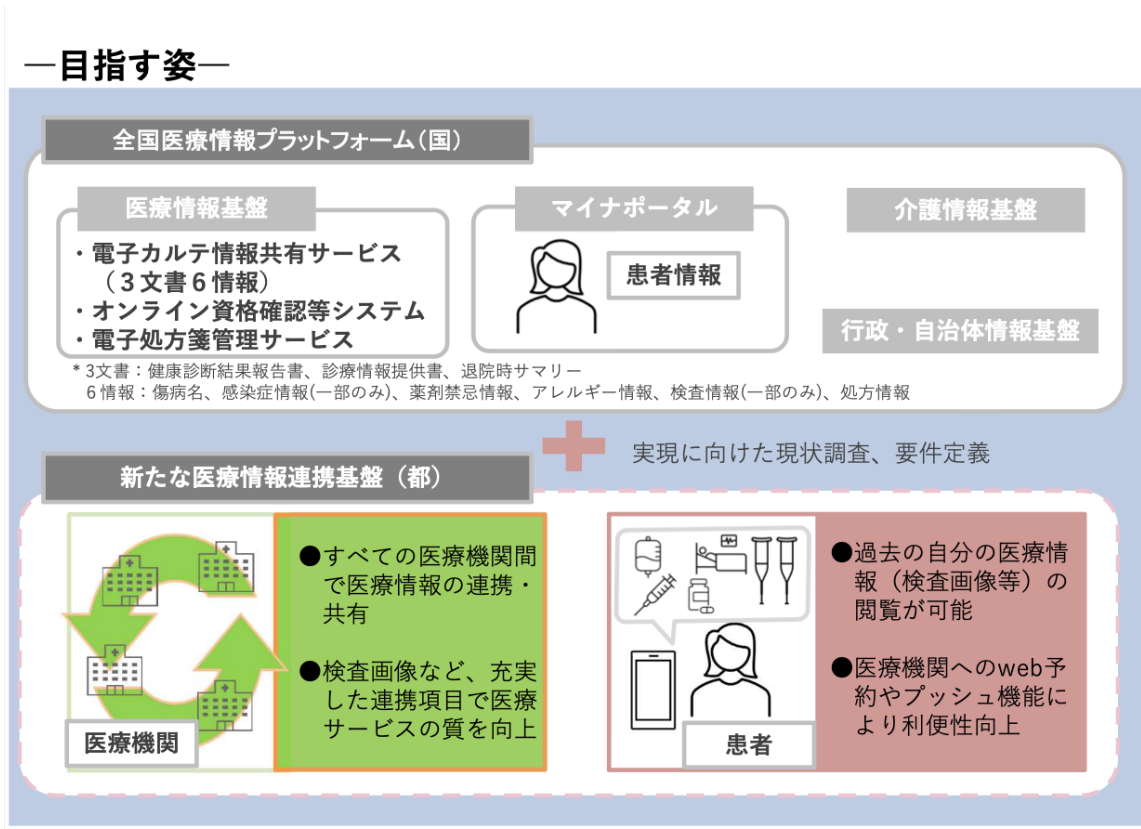 ―目指す姿―
全国医療情報プラットフォーム（国）
医療情報基盤
・電子カルテ情報共有サービス
（３文書６情報）
・オンライン資格確認等システム
・電子処方箋管理サービス
マイナポータル
患者情報
介護情報基盤
行政・自治体情報基盤
* 3文書：健康診断結果報告書、診療情報提供書、退院時サマリー
６情報：傷病名、感染症情報(一部のみ)、薬剤禁忌情報、アレルギー情報、検査情報(一部のみ)、処方情報
実現に向けた現状調査、要件定義
新たな医療情報連携基盤（都）
医療機関
●すべての医療機関間
で医療情報の連携・
共有
●検査画像など、充実
した連携項目で医療
サービスの質を向上
患者
●過去の自分の医療情
報（検査画像等）の
閲覧が可能
●医療機関へのweb予
約やプッシュ機能に
より利便性向上